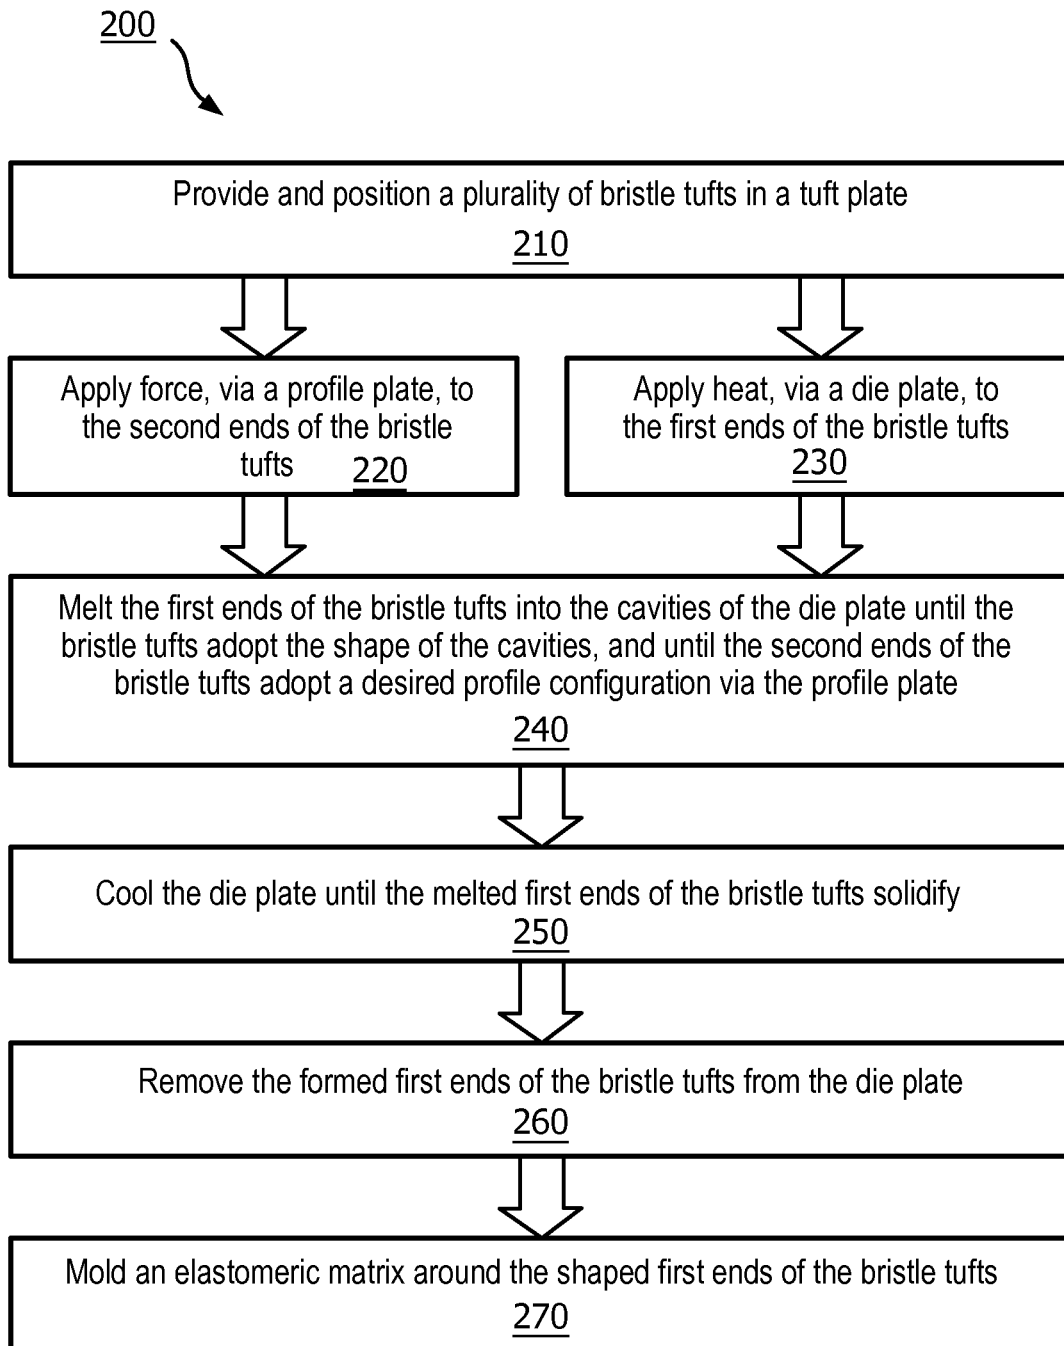 200
Provide and position a plurality of bristle tufts in a tuft plate
210
Apply force, via a profile plate, to
the second ends of the bristle
tufts 220
Apply heat, via a die plate, to
the first ends of the bristle tufts
230
Melt the first ends of the bristle tufts into the cavities of the die plate until the
bristle tufts adopt the shape of the cavities, and until the second ends of the
bristle tufts adopt a desired profile configuration via the profile plate
240
Cool the die plate until the melted first ends of the bristle tufts solidify
250
Remove the formed first ends of the bristle tufts from the die plate
260
Mold an elastomeric matrix around the shaped first ends of the bristle tufts
270